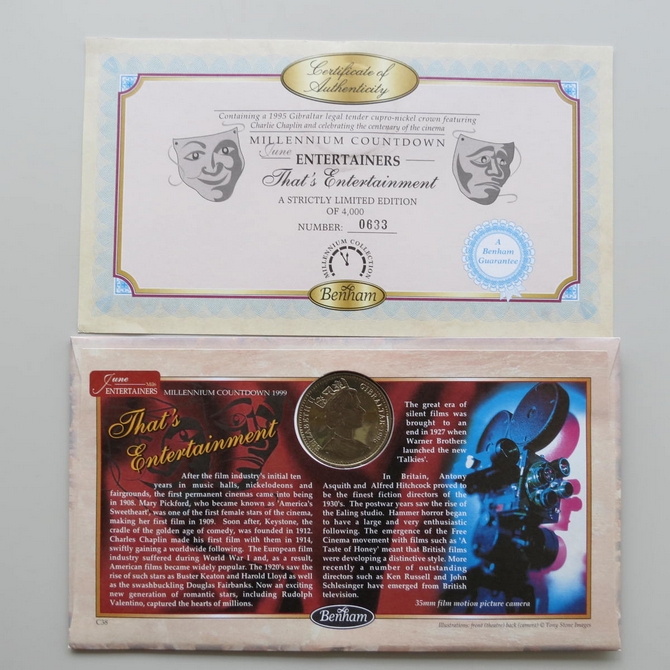 Certificate of
Authenticity
Containing a 1995 Gibraltar legal tender cupro-nickel crown featuring
Charlie Chaplin and celebrating the centenary of the cinema
MILLENNIUM COUNTDOWN
June
ENTERTAINERS
That's Entertainment
A STRICTLY LIMITED EDITION
OF 4,000
NUMBER: 0633
MILLENNIUM COLLECTION
Benham
A
Benham
Guarantee
June
ENTERTAINERS
MILLENNIUM COUNTDOWN 1999
That's
Entertainment
ELIZABETH II
GIBRALTAR
After the film industry's initial ten
years in music halls, nickelodeons and
fairgrounds, the first permanent cinemas came into being
in 1908. Mary Pickford, who became known as 'America's
Sweetheart', was one of the first female stars of the cinema,
making her first film in 1909. Soon after, Keystone, the
cradle of the golden age of comedy, was founded in 1912.
Charles Chaplin made his first film with them in 1914,
swiftly gaining a worldwide following. The European film
industry suffered during World War I and, as a result,
American films became widely popular. The 1920's saw the
rise of such stars as Buster Keaton and Harold Lloyd as well
as the swashbuckling Douglas Fairbanks. Now an exciting
new generation of romantic stars, including Rudolph
Valentino, captured the hearts of millions.
The great era of
silent films was
brought to an
end in 1927 when
Warner Brothers
launched the new
'Talkies'.
In Britain, Antony
Asquith and Alfred Hitchcock proved to
be the finest fiction directors of the
1930's. The postwar years saw the rise
of the Ealing studio. Hammer horror began
to have a large and very enthusiastic
following. The emergence of the Free
Cinema movement with films such as 'A
Taste of Honey' meant that British films
were developing a distinctive style. More
recently a number of outstanding
directors such as Ken Russell and John
Schlesinger have emerged from British
television.
35mm film motion picture camera
C38
Benham
Illustrations: front (theatre) back (camera) © Tony Stone Images